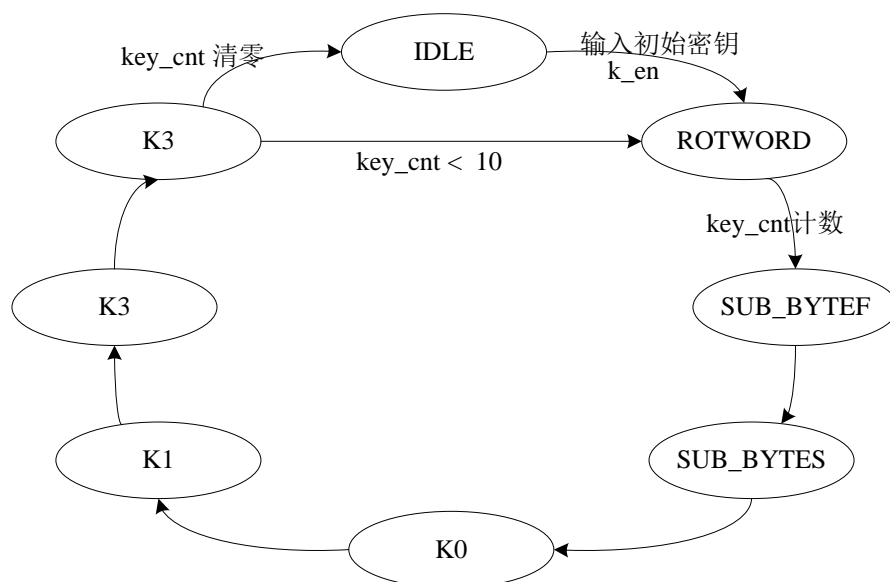 IDLE
key_cnt 清零
输入初始密钥
k_en
K3
ROTWORD
key_cnt < 10
key_cnt计数
K3
SUB_BYTEF
K1
SUB_BYTES
K0